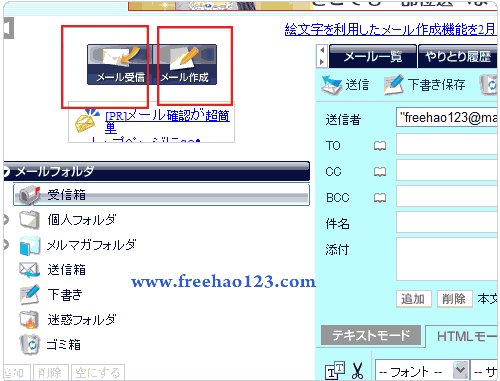 絵文字を利用したメール作成機能を2月
メール受信
メール作成
[PR]メール確認が超簡
単
メール一覧
やりとり履歴
送信
下書き保存
送信者
"freehao123@ma
TO
CC
BCC
件名
添付
追加
削除
本文
メールフォルダ
受信箱
個人フォルダ
メルマガフォルダ
送信箱
下書き
迷惑フォルダ
ゴミ箱
追加
削除
空にする
www.freehao123.com
テキストモード
HTMLモー
-- フォント --
-- サ